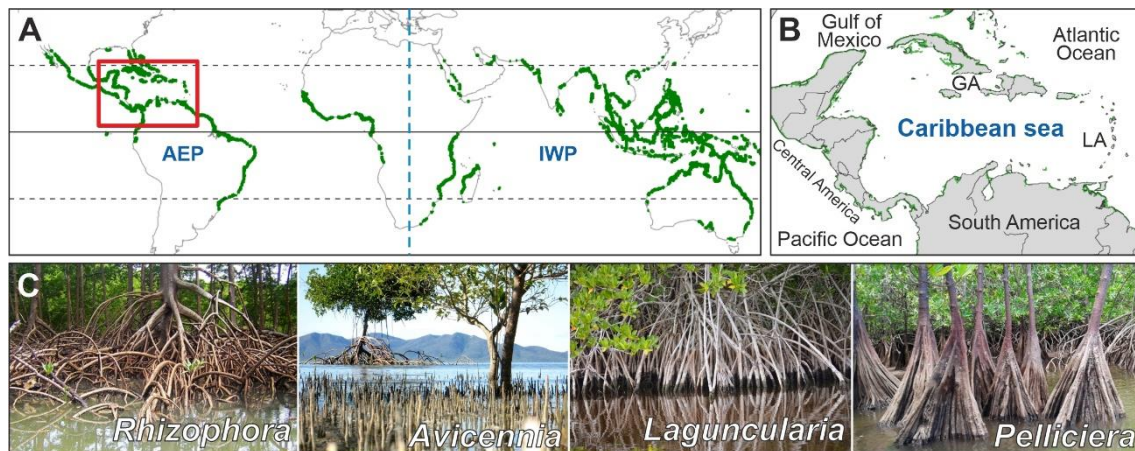 A
AEP
IWP
B
Gulf of
Mexico
Atlantic
Ocean
GA
Caribbean sea
LA
Central America
South America
Pacific Ocean
C
Rhizophora
Avicennia
Laguncularia
Pelliciera